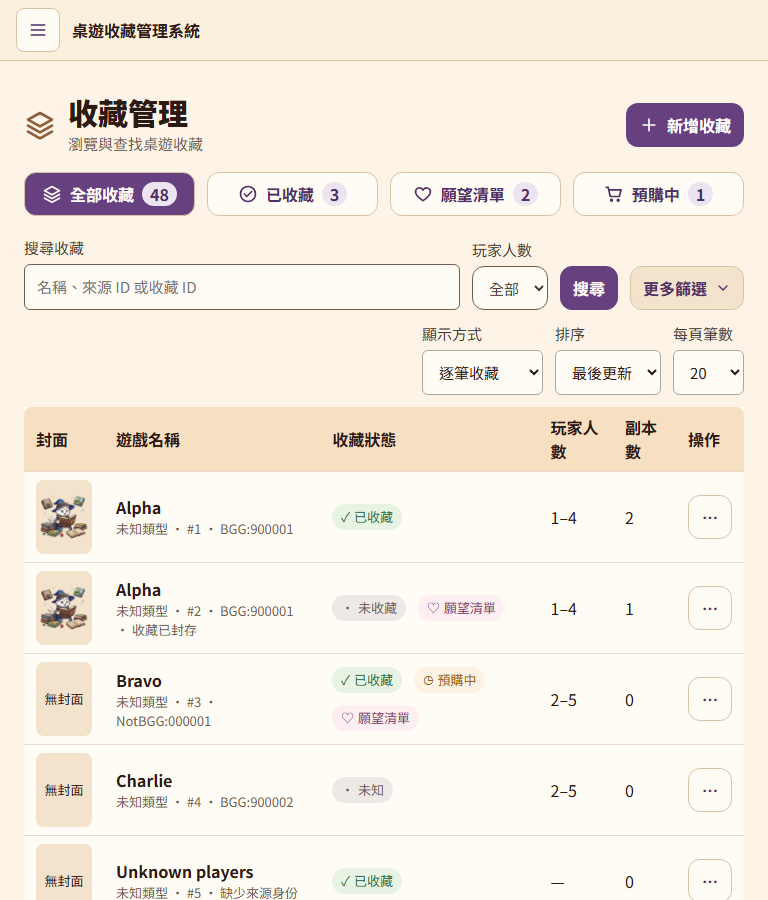 桌遊收藏管理系統
收藏管理
瀏覽與查找桌遊收藏
新增收藏
全部收藏 48
已收藏 3
願望清單 2
預購中 1
搜尋收藏
玩家人數
名稱、來源 ID 或收藏 ID
全部
搜尋
更多篩選
顯示方式
排序
每頁筆數
逐筆收藏
最後更新
20
封面
遊戲名稱
收藏狀態
玩家人
數
副本
數
操作
Alpha
未知類型 · #1 · BGG:900001
✓ 已收藏
1–4
2
···
Alpha
未知類型 · #2 · BGG:900001
· 收藏已封存
· 未收藏
♡ 願望清單
1–4
1
···
無封面
Bravo
未知類型 · #3 ·
NotBGG:000001
✓ 已收藏
◷ 預購中
♡ 願望清單
2–5
0
···
無封面
Charlie
未知類型 · #4 · BGG:900002
· 未知
2–5
0
···
無封面
Unknown players
未知類型 · #5 · 缺少來源身份
✓ 已收藏
—
0
···